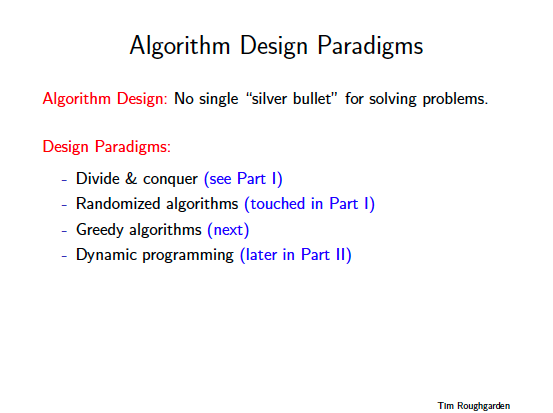 Algorithm Design Paradigms
Algorithm Design: No single “silver bullet” for solving problems.
Design Paradigms:
- Divide & conquer (see Part I)
- Randomized algorithms (touched in Part I)
- Greedy algorithms (next)
- Dynamic programming (later in Part II)
Tim Roughgarden